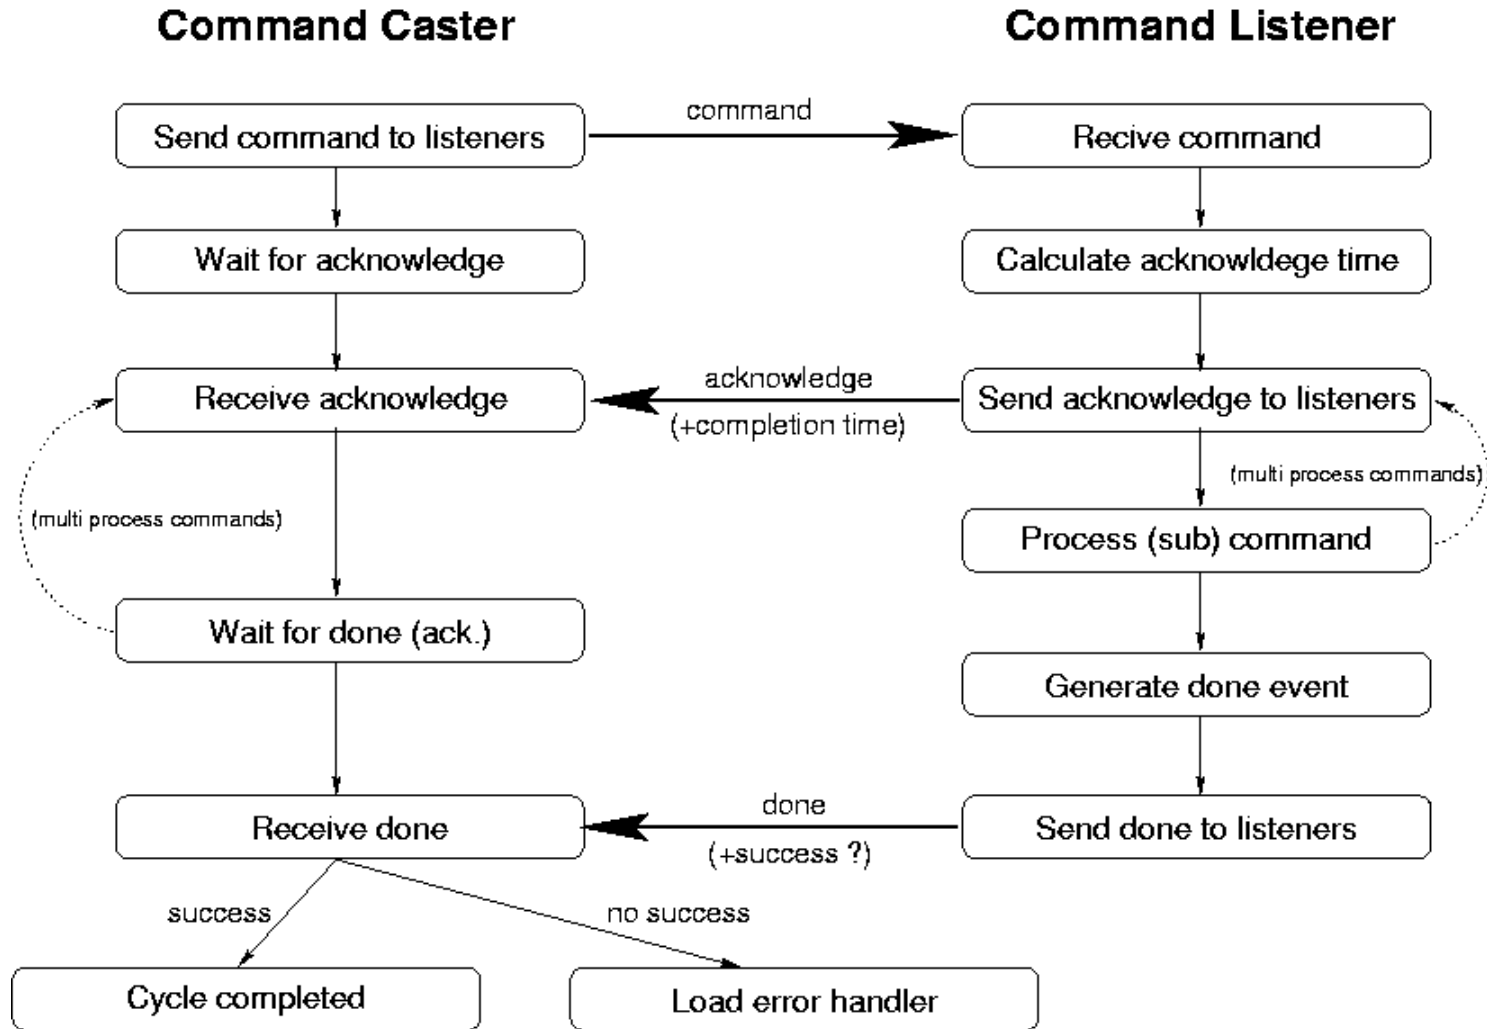 Command Caster
Command Listener
Send command to listeners
command
Recive command
Wait for acknowledge
Calculate acknowldege time
Receive acknowledge
acknowledge
(+completion time)
Send acknowledge to listeners
(multi process commands)
(multi process commands)
Process (sub) command
Wait for done (ack.)
Generate done event
Receive done
done
(+success ?)
Send done to listeners
success
no success
Cycle completed
Load error handler